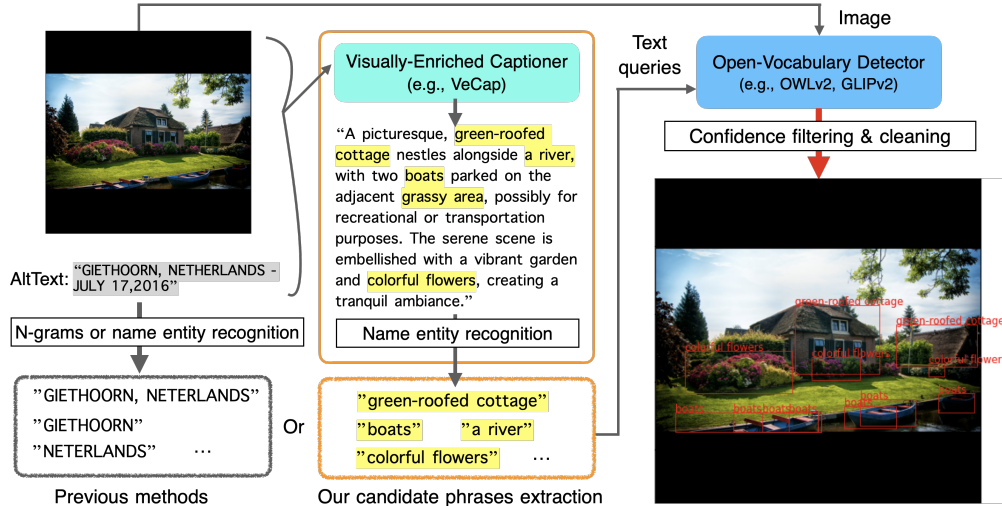 Image
Text
queries
Visually-Enriched Captioner
(e.g., VeCap)
Open-Vocabulary Detector
(e.g., OWLv2, GLIPv2)
Confidence filtering & cleaning
“A picturesque, green-roofed
cottage nestles alongside a river,
with two boats parked on the
adjacent grassy area, possibly for
recreational or transportation
purposes. The serene scene is
embellished with a vibrant garden
and colorful flowers, creating a
tranquil ambiance.”
AltText: “GIETHOORN, NETHERLANDS -
JULY 17,2016”
N-grams or name entity recognition
Name entity recognition
”GIETHOORN, NETERLANDS”
”GIETHOORN”
”NETERLANDS” ...
Previous methods
Or
”green-roofed cottage”
”boats” ”a river”
”colorful flowers” ...
Our candidate phrases extraction
green-roofed cottage
green-roofed cottage
colorful flowers
colorful flowers
colorful flowers
boats
boats
boats
boats
boats
boats
boats